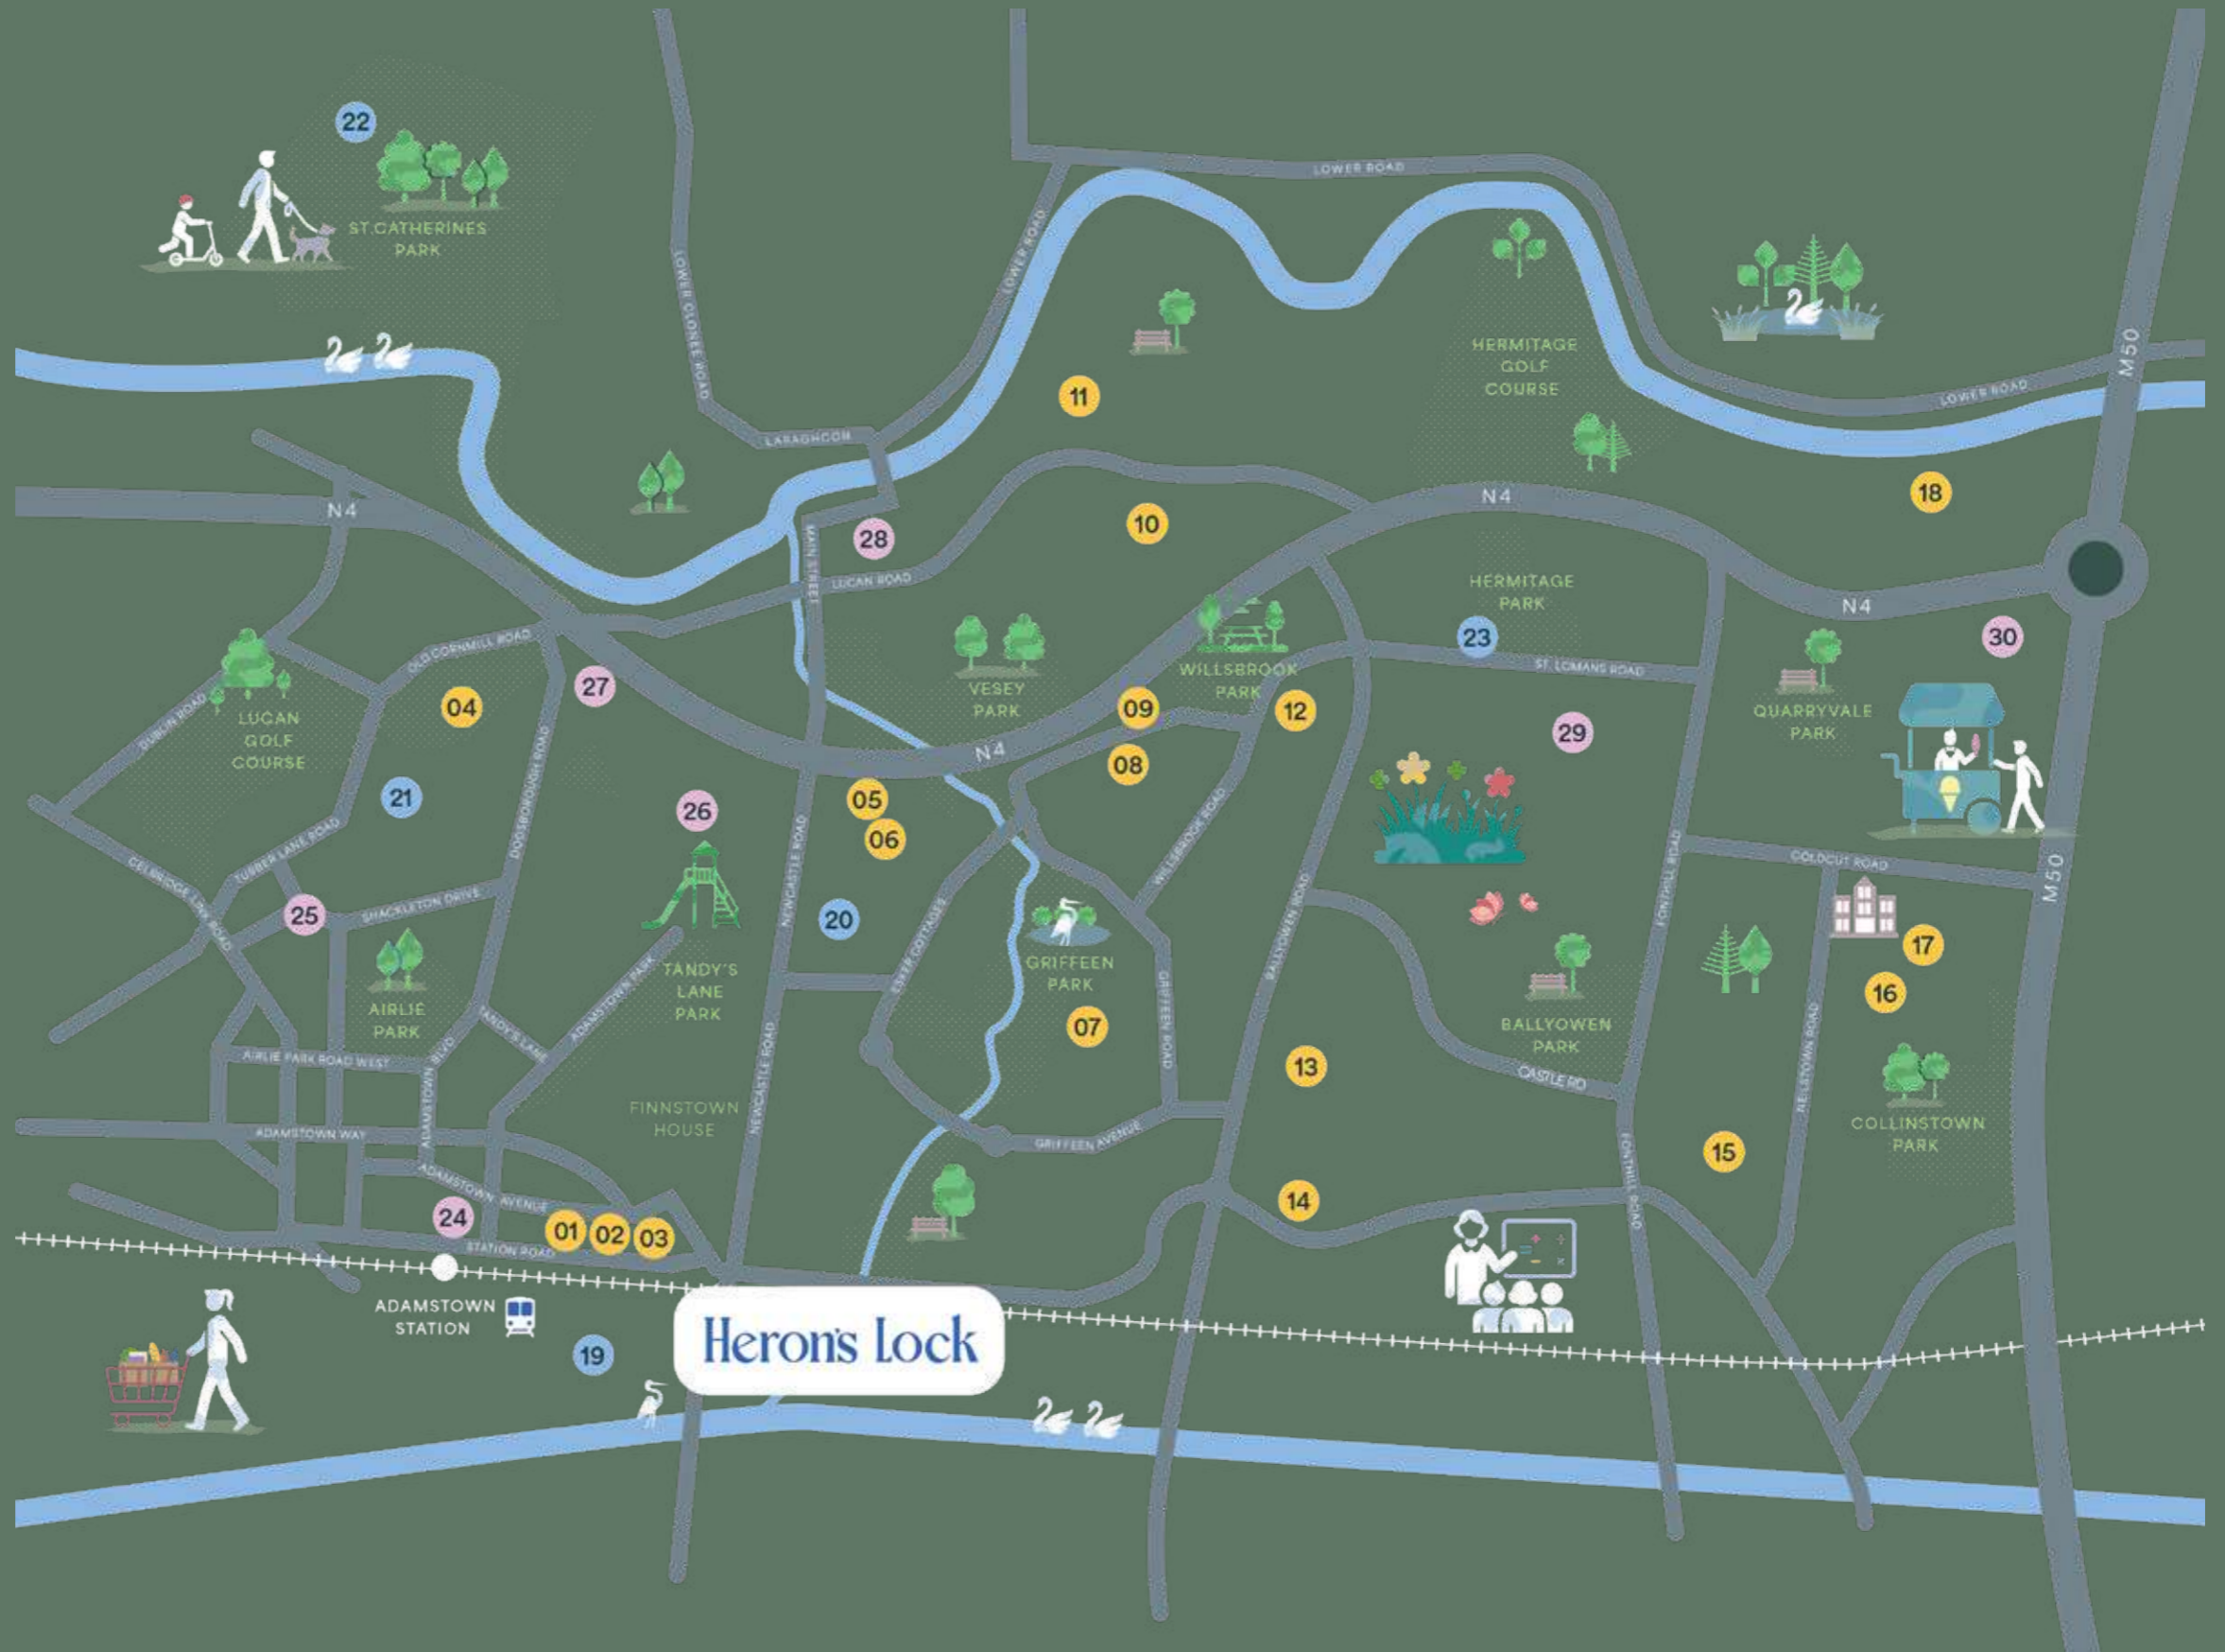 22
LOWER ROAD
ST.CATHERINES
PARK
LOWER ROAD
LOWER CLONEE ROAD
M50
HERMITAGE
GOLF
COURSE
LOWER ROAD
11
LARAGHCON
18
N4
N4
10
28
MAIN STREET
LUCAN ROAD
HERMITAGE
PARK
N4
23
30
OLD CORNMILL ROAD
ST. LOMANS ROAD
WILLSBROOK
PARK
27
VESEY
PARK
04
09
12
QUARRYVALE
PARK
DUBLIN ROAD
LUCAN
GOLF
COURSE
29
N4
08
21
DODSBOROUGH ROAD
05
26
06
WILLSBROOK ROAD
TUBBER LANE ROAD
NEWCASTLE ROAD
FONTHILL ROAD
COLDCUT ROAD
M50
CELBRIDGE LINK ROAD
25
SHACKLETON DRIVE
20
ESKER COTTAGES
BALLYOWEN ROAD
17
GRIFFEEN
PARK
TANDY'S
LANE
PARK
ADAMSTOWN PARK
16
AIRLIE
PARK
TANDY'S LANE
GRIFFEEN ROAD
07
BALLYOWEN
PARK
NEILSTOWN ROAD
AIRLIE PARK ROAD WEST
ADAMSTOWN BLVD
NEWCASTLE ROAD
13
CASTLE RD
FINNSTOWN
HOUSE
COLLINSTOWN
PARK
ADAMSTOWN WAY
GRIFFEEN AVENUE
15
FONTHILL ROAD
ADAMSTOWN AVENUE
14
24
01
02
03
STATION ROAD
ADAMSTOWN
STATION
19
Heron's Lock